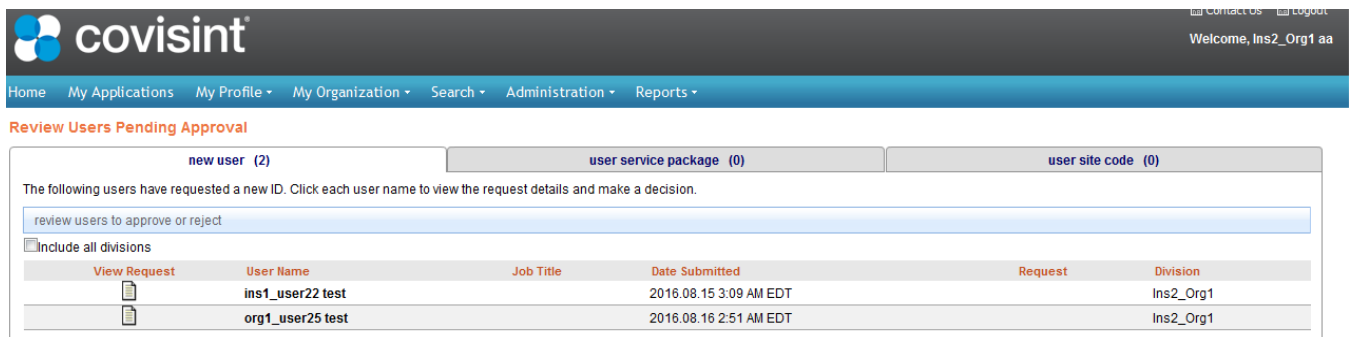 Contact Us Logout
covisint
Welcome, Ins2_Org1 aa
Home My Applications My Profile My Organization Search Administration Reports
Review Users Pending Approval
new user (2) user service package (0) user site code (0)
The following users have requested a new ID. Click each user name to view the request details and make a decision.
review users to approve or reject
Include all divisions
View Request User Name Job Title Date Submitted Request Division
ins1_user22 test 2016.08.15 3:09 AM EDT Ins2_Org1
org1_user25 test 2016.08.16 2:51 AM EDT Ins2_Org1